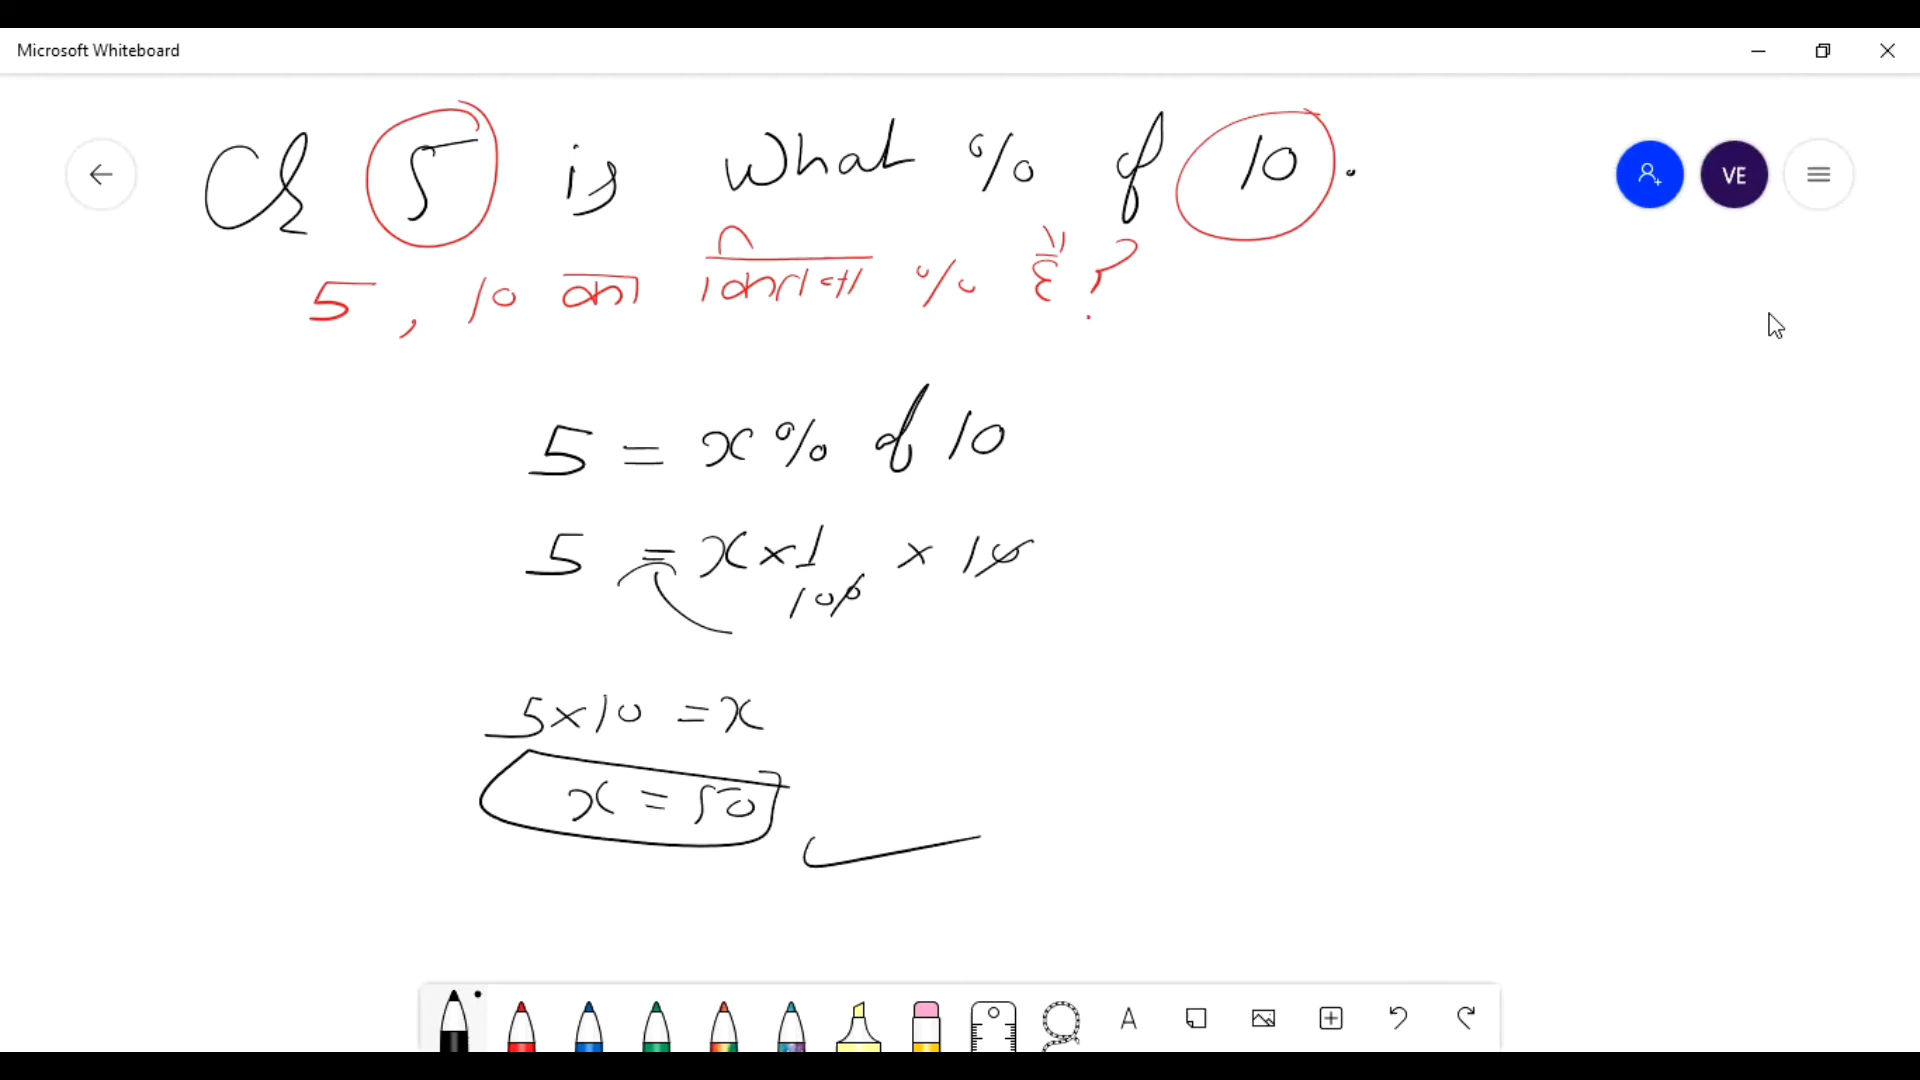 Microsoft Whiteboard
Q 5 is what % of 10.
VE
5, 10 का कितना % है?
5 = x% of 10
5 = x × 1/100 × 10
5×10 = x
x = 50
A